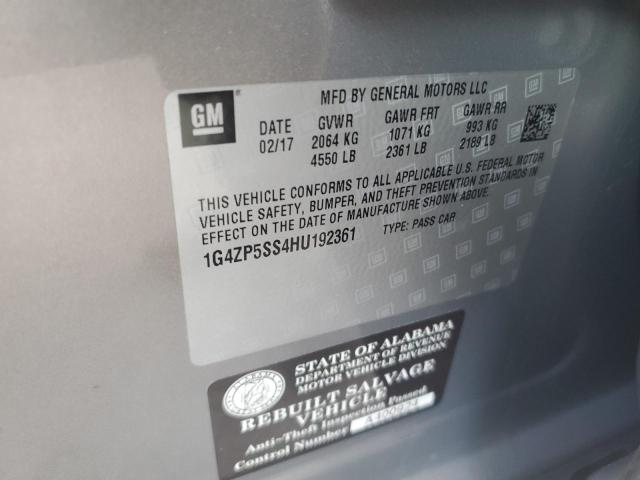 GM
MFD BY GENERAL MOTORS LLC
DATE GVWR GAWR FRT GAWR RR
02/17 2064 KG 1071 KG 993 KG
4550 LB 2361 LB 2189 LB
THIS VEHICLE CONFORMS TO ALL APPLICABLE U.S. FEDERAL MOTOR
VEHICLE SAFETY, BUMPER, AND THEFT PREVENTION STANDARDS IN
EFFECT ON THE DATE OF MANUFACTURE SHOWN ABOVE.
1G4ZP5SS4HU192361 TYPE: PASS CAR
STATE OF ALABAMA
DEPARTMENT OF REVENUE
MOTOR VEHICLE DIVISION
REBUILT SALVAGE
VEHICLE
Anti-Theft Inspection Passed
Control Number